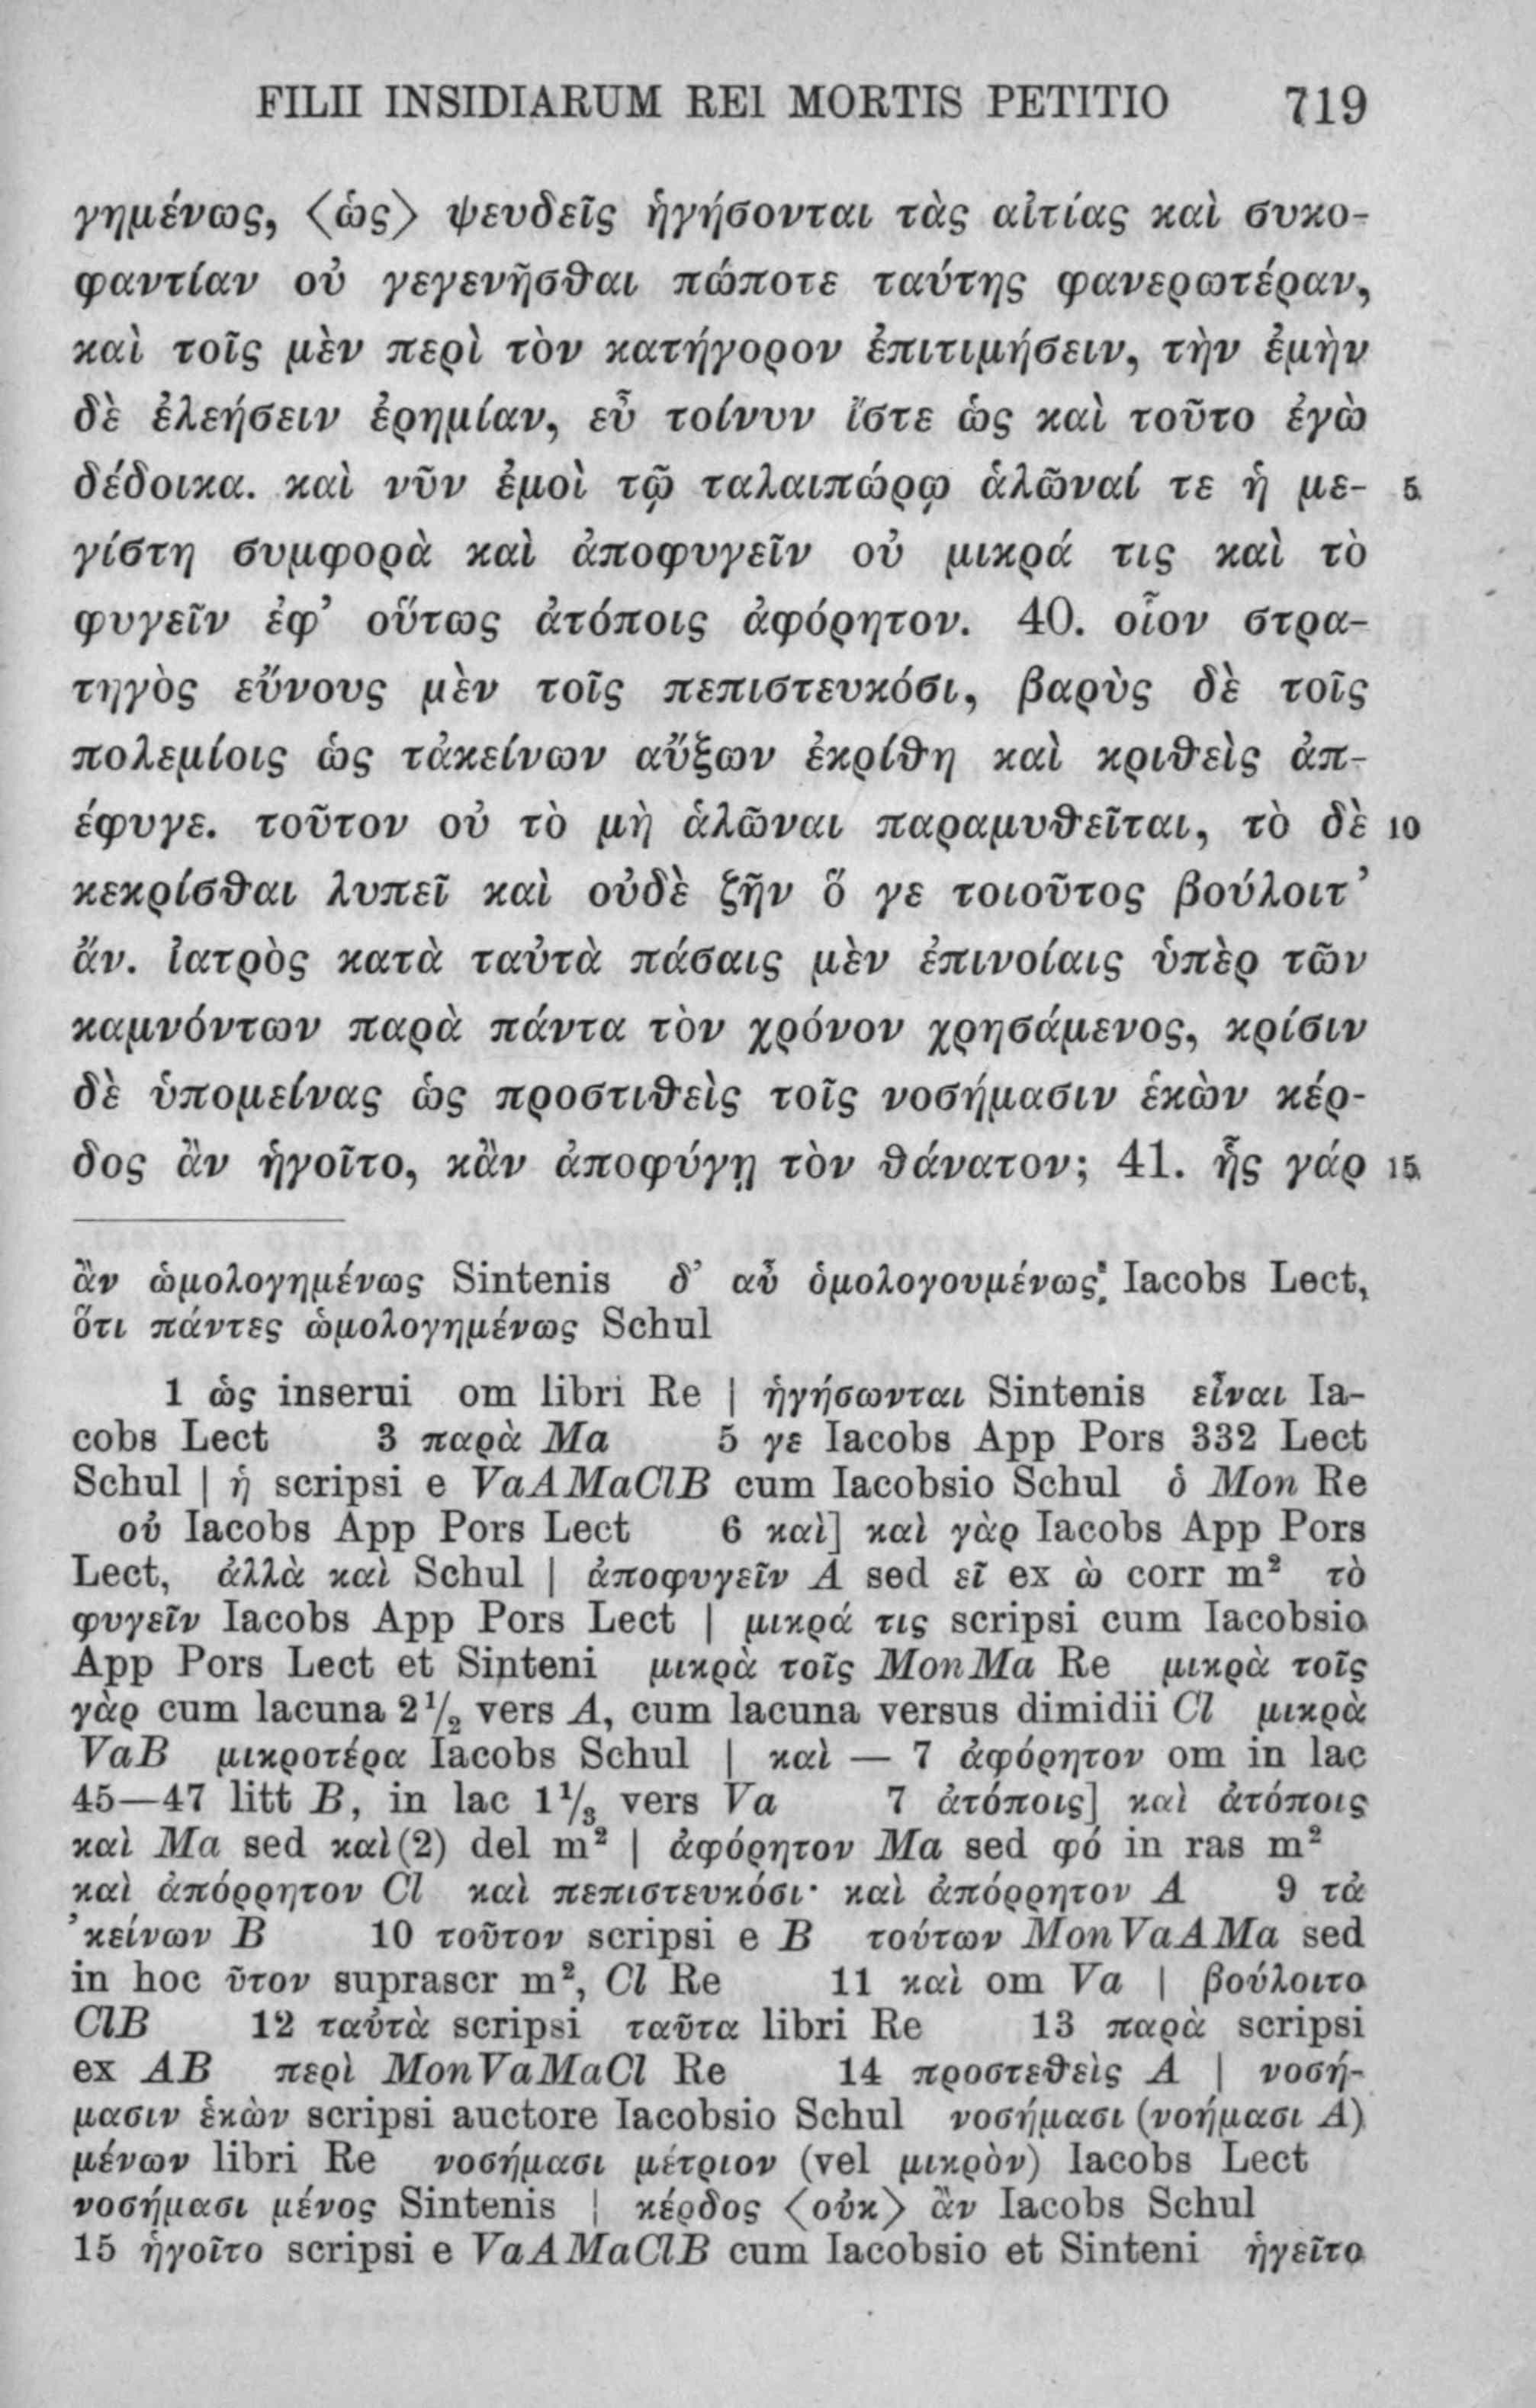 FILII INSIDIARUM REI MORTIS PETITIO 719
γημένως, ⟨ὡς⟩ ψευδεῖς ἡγήσονται τὰς αἰτίας καὶ συκο-
φαντίαν οὐ γεγενῆσθαι πώποτε ταύτης φανερωτέραν,
καὶ τοῖς μὲν περὶ τὸν κατήγορον ἐπιτιμήσειν, τὴν ἐμὴν
δὲ ἐλεήσειν ἐρημίαν, εὖ τοίνυν ἴστε ὡς καὶ τοῦτο ἐγὼ
δέδοικα. καὶ νῦν ἐμοὶ τῷ ταλαιπώρῳ ἁλῶναί τε ἡ με- 5
γίστη συμφορὰ καὶ ἀποφυγεῖν οὐ μικρά τις καὶ τὸ
φυγεῖν ἐφ’ οὕτως ἀτόποις ἀφόρητον. 40. οἷον στρα-
τηγὸς εὔνους μὲν τοῖς πεπιστευκόσι, βαρὺς δὲ τοῖς
πολεμίοις ὡς τἀκείνων αὔξων ἐκρίθη καὶ κριθεὶς ἀπ-
έφυγε. τοῦτον οὐ τὸ μὴ ἁλῶναι παραμυθεῖται, τὸ δὲ 10
κεκρίσθαι λυπεῖ καὶ οὐδὲ ζῆν ὅ γε τοιοῦτος βούλοιτ’
ἄν. ἰατρὸς κατὰ ταὐτὰ πάσαις μὲν ἐπινοίαις ὑπὲρ τῶν
καμνόντων παρὰ πάντα τὸν χρόνον χρησάμενος, κρίσιν
δὲ ὑπομείνας ὡς προστιθεὶς τοῖς νοσήμασιν ἑκὼν κέρ-
δος ἂν ἡγοῖτο, κἂν ἀποφύγῃ τὸν θάνατον; 41. ἧς γάρ 15
ἂν ὡμολογημένως Sintenis δ’ αὖ ὁμολογουμένως Iacobs Lect,
ὅτι πάντες ὡμολογημένως Schul
1 ὡς inserui om libri Re | ἡγήσωνται Sintenis εἶναι Ia-
cobs Lect 3 παρὰ Ma 5 γε Iacobs App Pors 332 Lect
Schul | ἡ scripsi e VaAMaClB cum Iacobsio Schul ὁ Mon Re
οὐ Iacobs App Pors Lect 6 καὶ] καὶ γὰρ Iacobs App Pors
Lect, ἀλλὰ καὶ Schul | ἀποφυγεῖν A sed εῖ ex ὼ corr m² τὸ
φυγεῖν Iacobs App Pors Lect | μικρά τις scripsi cum Iacobsio
App Pors Lect et Sinteni μικρὰ τοῖς MonMa Re μικρὰ τοῖς
γὰρ cum lacuna 2½ vers A, cum lacuna versus dimidii Cl μικρὰ
VaB μικροτέρα Iacobs Schul | καὶ — 7 ἀφόρητον om in lac
45—47 litt B, in lac 1⅓ vers Va 7 ἀτόποις] καὶ ἀτόποις
καὶ Ma sed καὶ(2) del m² | ἀφόρητον Ma sed φό in ras m²
καὶ ἀπόρρητον Cl καὶ πεπιστευκόσι· καὶ ἀπόρρητον A 9 τἀ
’κείνων B 10 τοῦτον scripsi e B τούτων MonVaAMa sed
in hoc ῦτον suprascr m², Cl Re 11 καὶ om Va | βούλοιτο
ClB 12 ταὐτὰ scripsi ταῦτα libri Re 13 παρὰ scripsi
ex AB περὶ MonVaMaCl Re 14 προστεθεὶς A | νοσή-
μασιν ἑκὼν scripsi auctore Iacobsio Schul νοσήμασι (νοήμασι A)
μένων libri Re νοσήμασι μέτριον (vel μικρὸν) Iacobs Lect
νοσήμασι μένος Sintenis | κέρδος ⟨οὐκ⟩ ἂν Iacobs Schul
15 ἡγοῖτο scripsi e VaAMaClB cum Iacobsio et Sinteni ἡγεῖτο